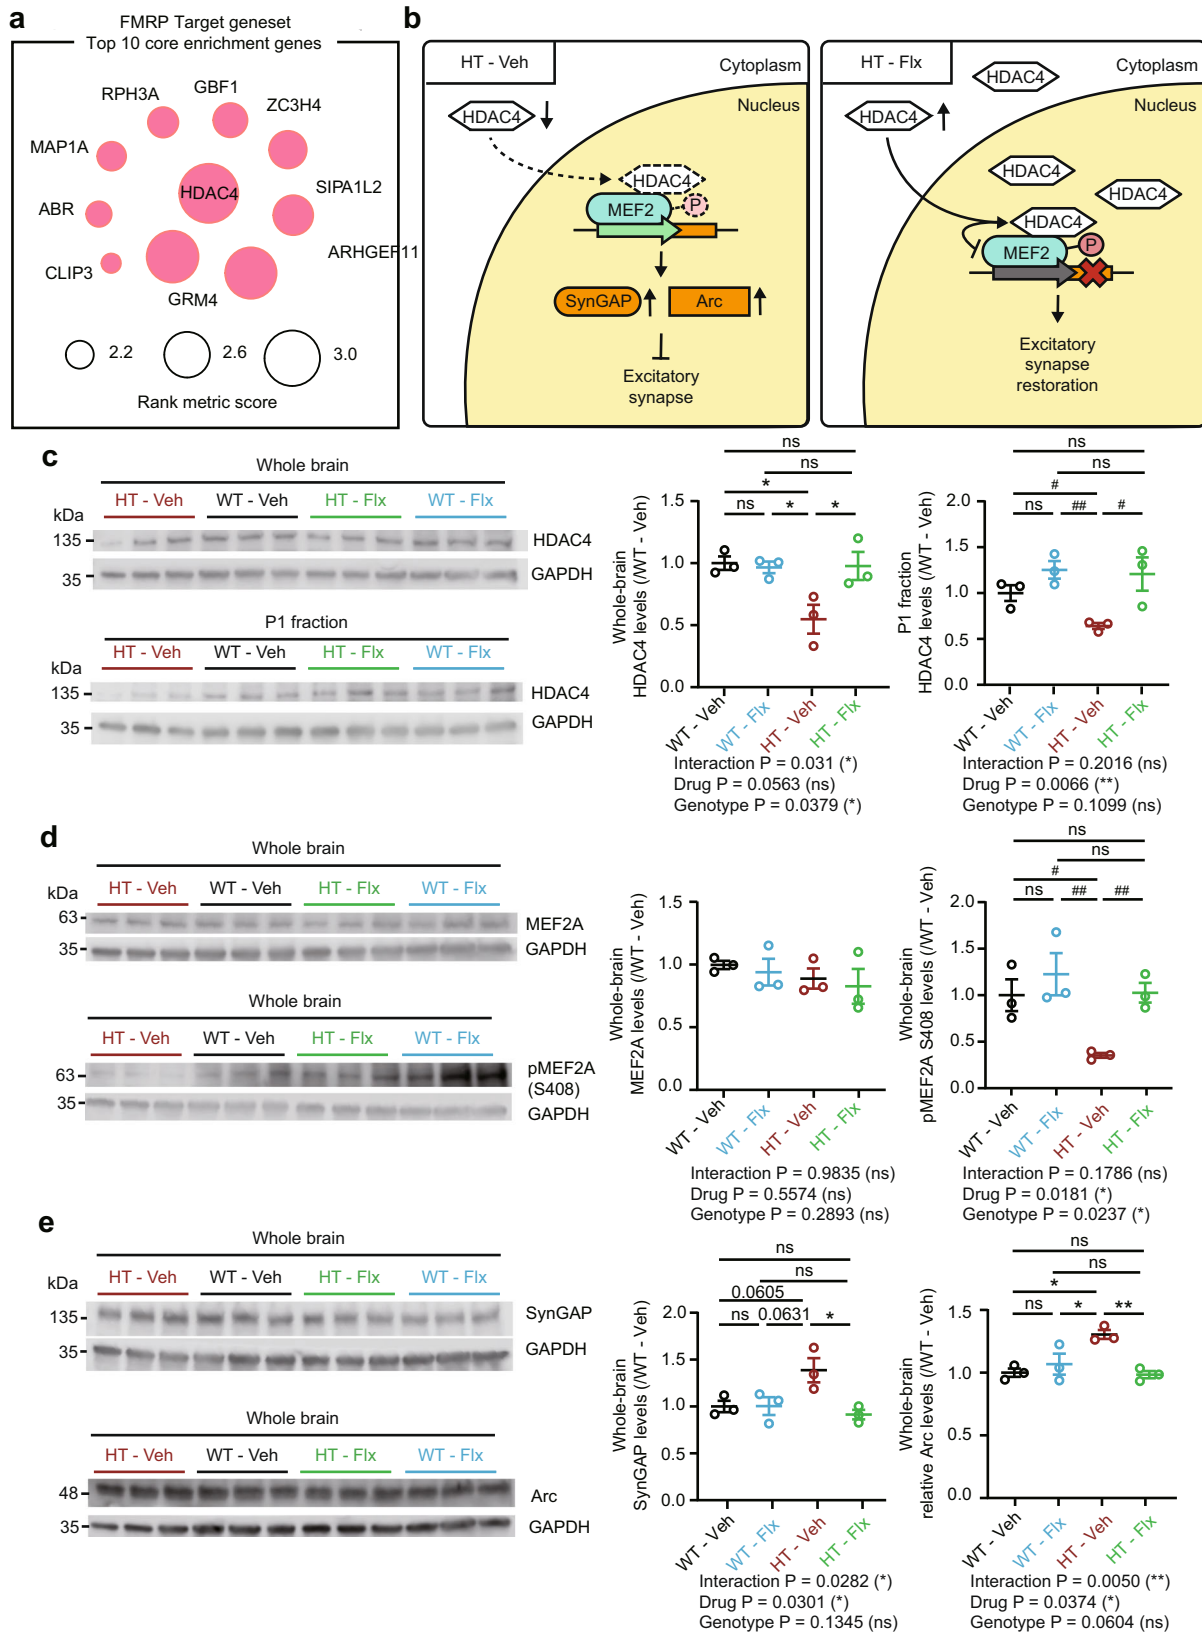 a
FMRP Target geneset
Top 10 core enrichment genes
RPH3A
GBF1
ZC3H4
MAP1A
HDAC4
SIPA1L2
ABR
ARHGEF11
CLIP3
GRM4
2.2
2.6
3.0
Rank metric score
b
HT - Veh
Cytoplasm
Nucleus
HDAC4
HDAC4
MEF2
P
SynGAP
Arc
Excitatory
synapse
HT - Flx
HDAC4
Cytoplasm
Nucleus
HDAC4
HDAC4
HDAC4
HDAC4
MEF2
P
Excitatory
synapse
restoration
c
Whole brain
HT - Veh WT - Veh HT - Flx WT - Flx
kDa
135
HDAC4
35
GAPDH
P1 fraction
HT - Veh WT - Veh HT - Flx WT - Flx
kDa
135
HDAC4
35
GAPDH
Whole-brain
HDAC4 levels (/WT - Veh)
ns
ns
*
ns * *
1.5
1.0
0.5
0.0
WT - Veh
WT - Flx
HT - Veh
HT - Flx
Interaction P = 0.031 (*)
Drug P = 0.0563 (ns)
Genotype P = 0.0379 (*)
P1 fraction
HDAC4 levels (/WT - Veh)
ns
ns
#
ns ## #
2.0
1.5
1.0
0.5
0.0
WT - Veh
WT - Flx
HT - Veh
HT - Flx
Interaction P = 0.2016 (ns)
Drug P = 0.0066 (**)
Genotype P = 0.1099 (ns)
d
Whole brain
HT - Veh WT - Veh HT - Flx WT - Flx
kDa
63
MEF2A
35
GAPDH
Whole brain
HT - Veh WT - Veh HT - Flx WT - Flx
63
pMEF2A
(S408)
35
GAPDH
Whole-brain
MEF2A levels (/WT - Veh)
1.5
1.0
0.5
0.0
WT - Veh
WT - Flx
HT - Veh
HT - Flx
Interaction P = 0.9835 (ns)
Drug P = 0.5574 (ns)
Genotype P = 0.2893 (ns)
Whole-brain
pMEF2A S408 levels (/WT - Veh)
ns
ns
#
ns ## ##
2.0
1.5
1.0
0.5
0.0
WT - Veh
WT - Flx
HT - Veh
HT - Flx
Interaction P = 0.1786 (ns)
Drug P = 0.0181 (*)
Genotype P = 0.0237 (*)
e
Whole brain
HT - Veh WT - Veh HT - Flx WT - Flx
kDa
135
SynGAP
35
GAPDH
Whole brain
HT - Veh WT - Veh HT - Flx WT - Flx
48
Arc
35
GAPDH
Whole-brain
SynGAP levels (/WT - Veh)
ns
ns
0.0605
ns 0.0631 *
2.0
1.5
1.0
0.5
0.0
WT - Veh
WT - Flx
HT - Veh
HT - Flx
Interaction P = 0.0282 (*)
Drug P = 0.0301 (*)
Genotype P = 0.1345 (ns)
Whole-brain
relative Arc levels (/WT - Veh)
ns
ns
*
ns * **
1.5
1.0
0.5
0.0
WT - Veh
WT - Flx
HT - Veh
HT - Flx
Interaction P = 0.0050 (**)
Drug P = 0.0374 (*)
Genotype P = 0.0604 (ns)